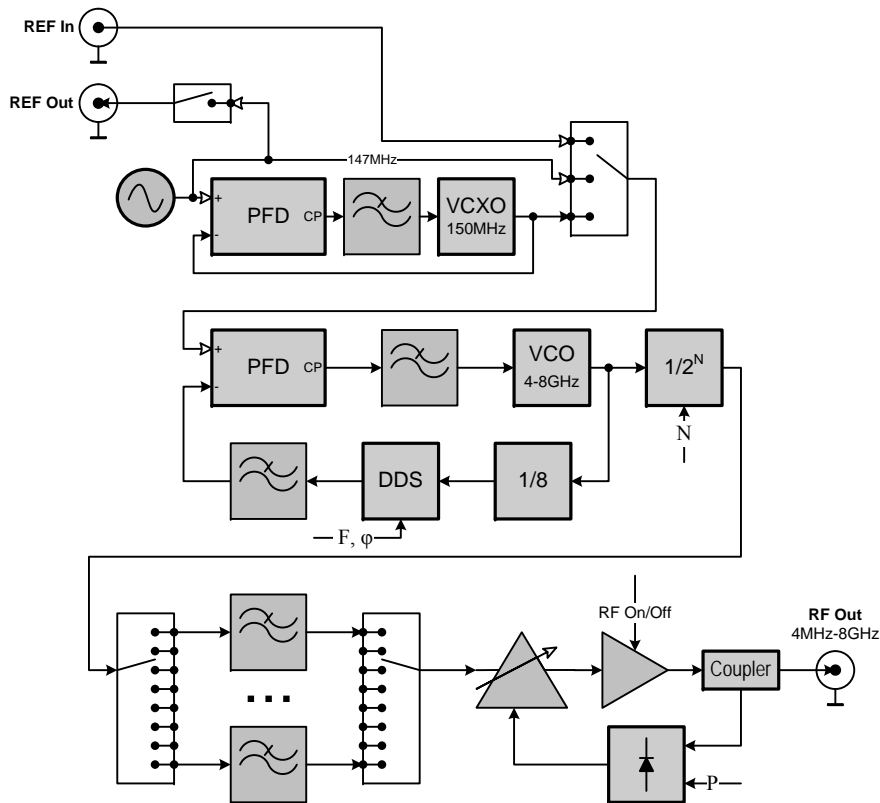 REF In
REF Out
147MHz
+
PFD
CP
-
VCXO
150MHz
+
PFD
CP
-
VCO
4-8GHz
1/2^N
N
DDS
1/8
F, φ
RF On/Off
RF Out
4MHz-8GHz
...
Coupler
P